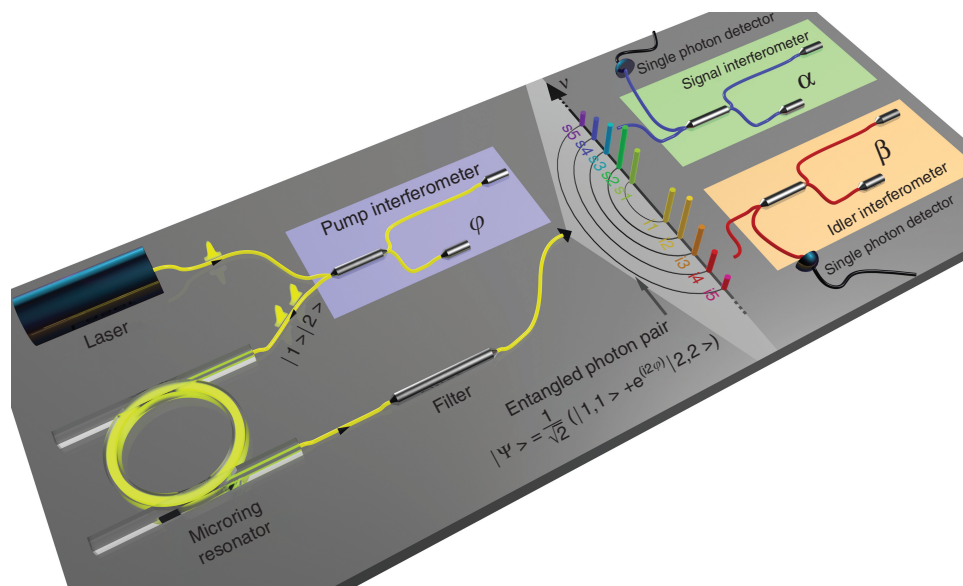 Single photon detector
Signal interferometer
α
ν
s5
s4
s3
s2
s1
β
Idler interferometer
Single photon detector
Pump interferometer
φ
i1
i2
i3
i4
i5
Laser
|1>|2>
Filter
Entangled photon pair
|Ψ> = 1/√2 (|1,1> +e^(i2φ)|2,2>)
Microring
resonator